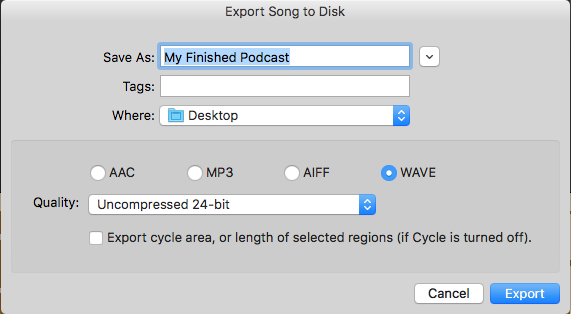 Export Song to Disk
Save As: My Finished Podcast
Tags:
Where: Desktop
AAC MP3 AIFF WAVE
Quality: Uncompressed 24-bit
Export cycle area, or length of selected regions (if Cycle is turned off).
Cancel Export